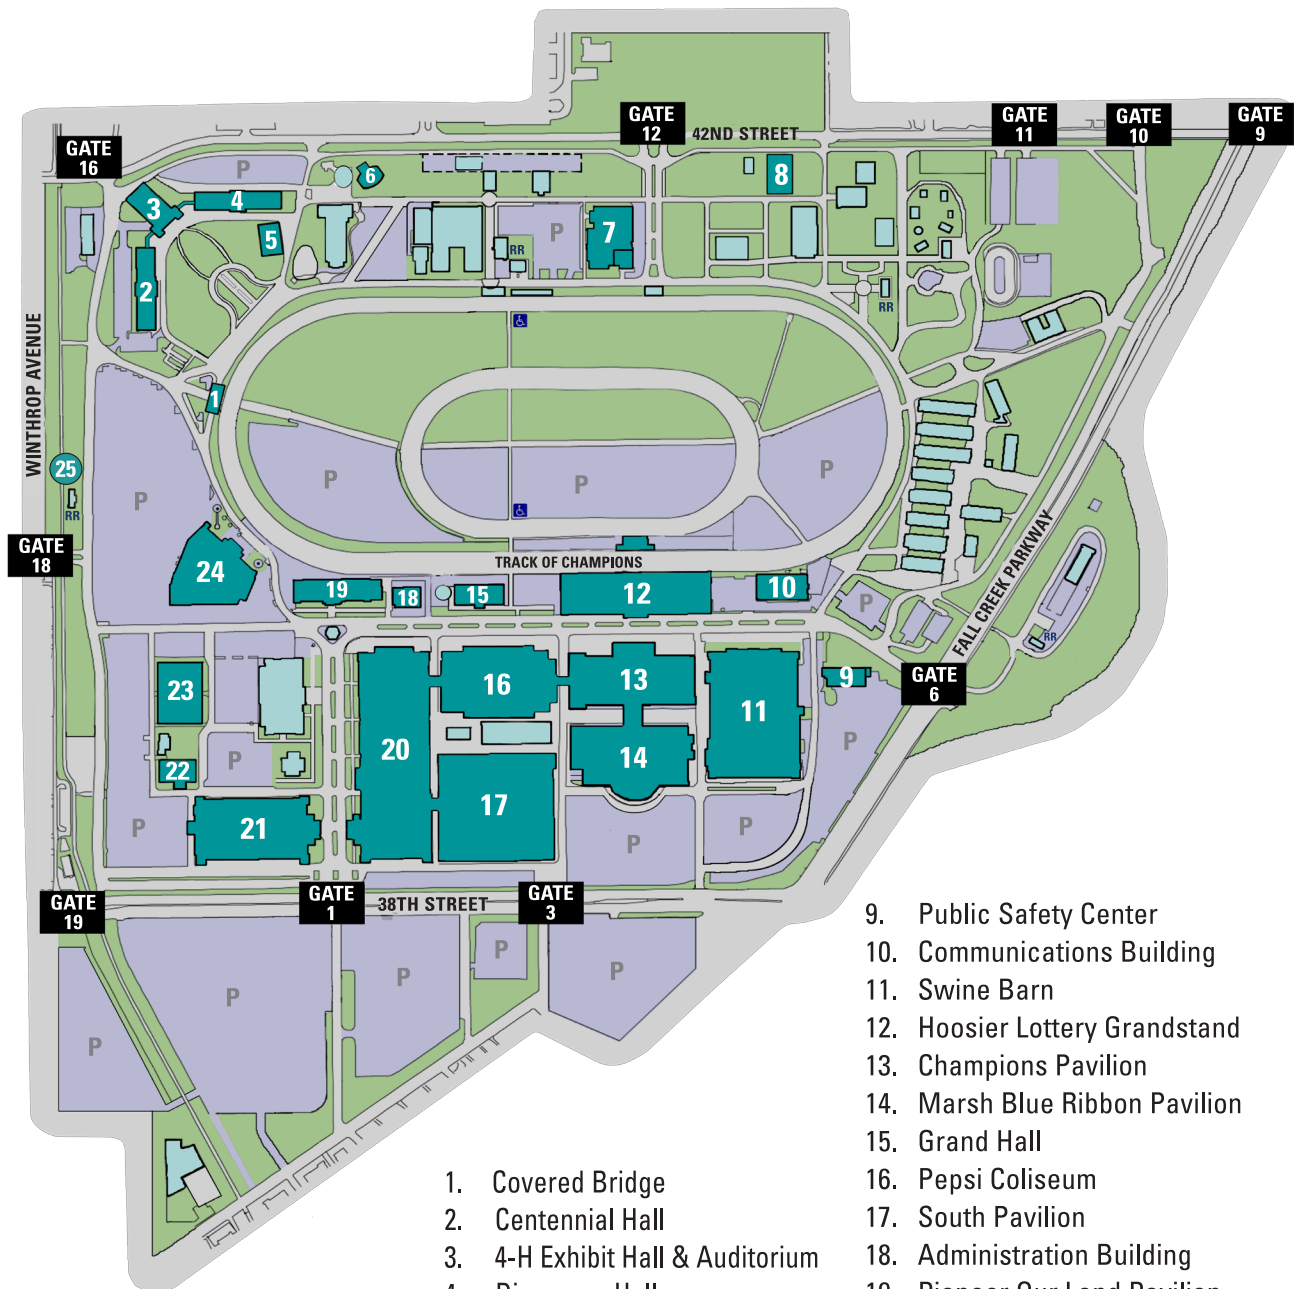 GATE 12
42ND STREET
GATE 11
GATE 10
GATE 9
GATE 16
P
3
4
6
8
5
7
P
RR
2
RR
WINTHROP AVENUE
1
25
RR
P
P
P
P
GATE 18
24
TRACK OF CHAMPIONS
19
18
15
12
10
P
FALL CREEK PARKWAY
RR
23
16
13
11
9
GATE 6
20
14
P
22
P
17
21
P
P
P
GATE 19
GATE 1
38TH STREET
GATE 3
P
P
P
P
P
1. Covered Bridge
2. Centennial Hall
3. 4-H Exhibit Hall & Auditorium
9. Public Safety Center
10. Communications Building
11. Swine Barn
12. Hoosier Lottery Grandstand
13. Champions Pavilion
14. Marsh Blue Ribbon Pavilion
15. Grand Hall
16. Pepsi Coliseum
17. South Pavilion
18. Administration Building
19. Pioneer Our Land Pavilion